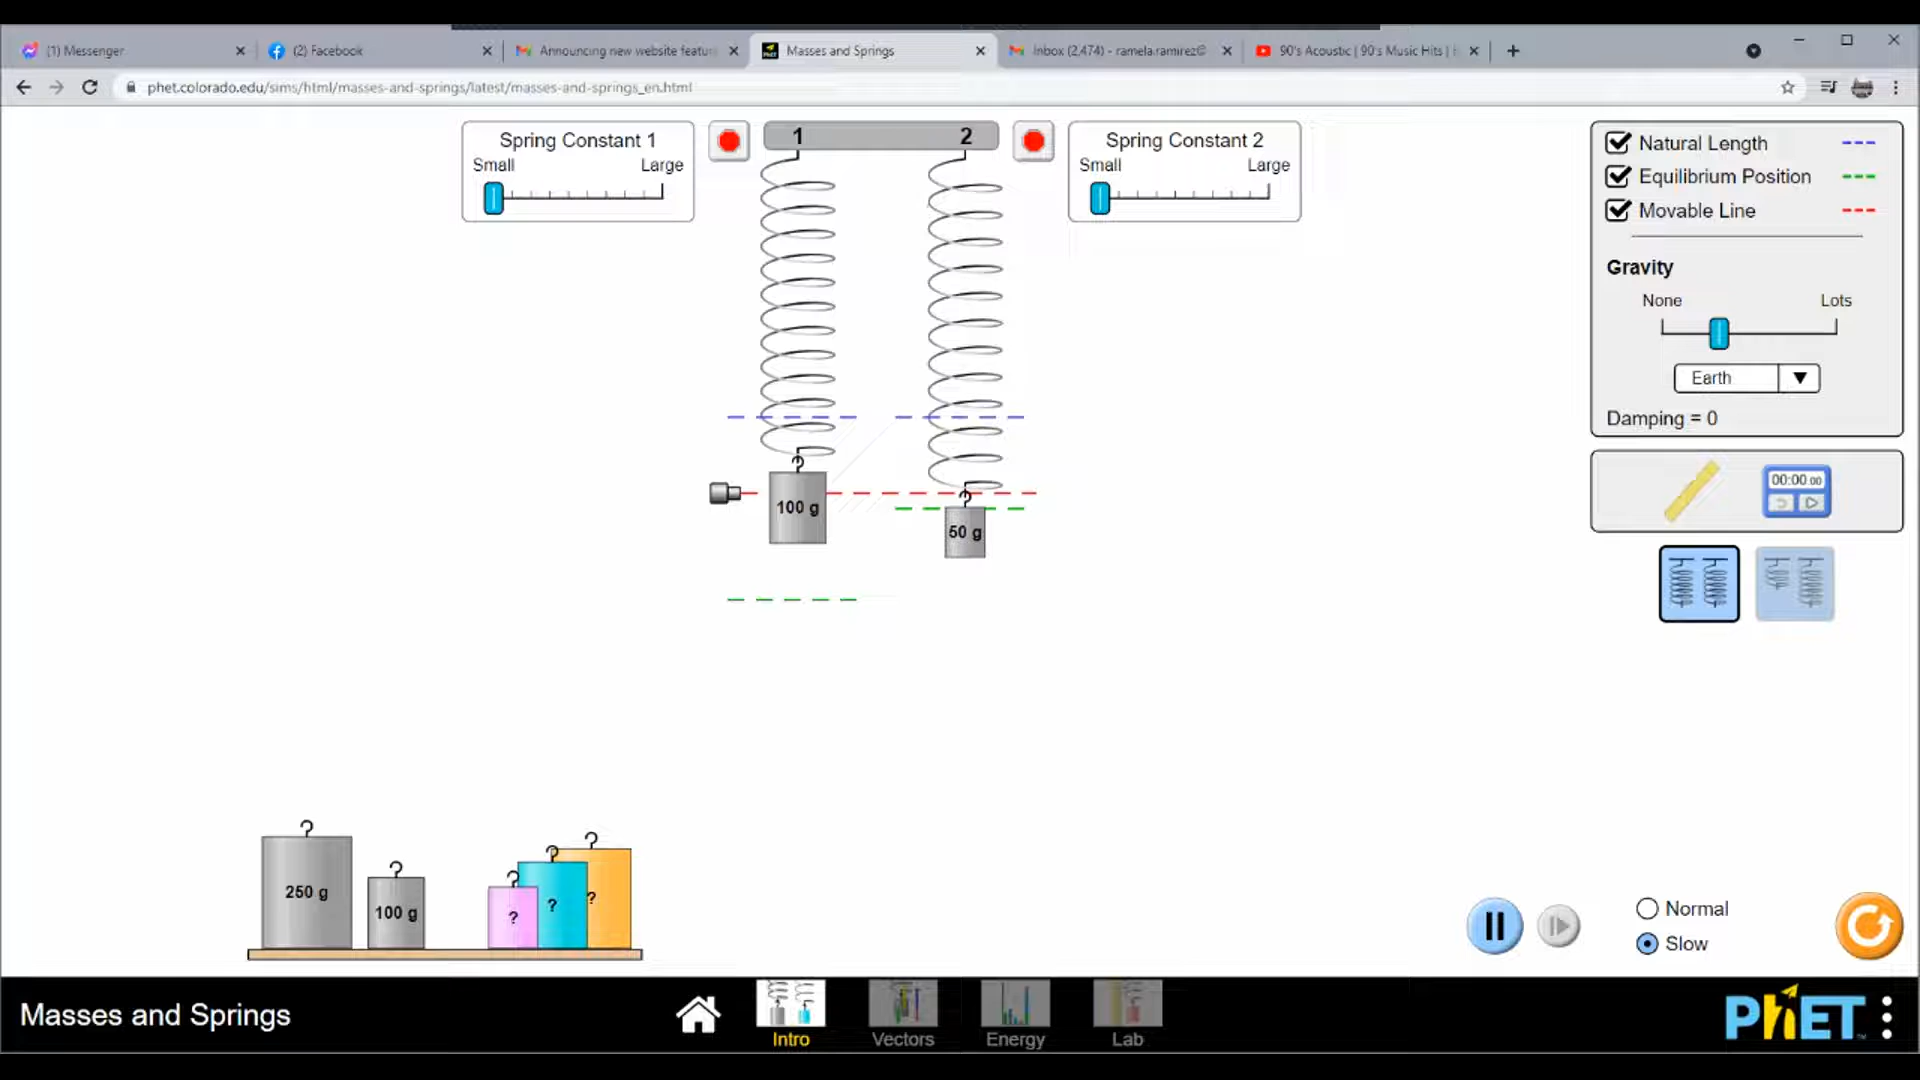 (1) Messenger
(2) Facebook
Announcing new website featur
Masses and Springs
Inbox (2,474) - ramela.ramirez@
90's Acoustic | 90's Music Hits |
phet.colorado.edu/sims/html/masses-and-springs/latest/masses-and-springs_en.html
Spring Constant 1
Small Large
1 2
Spring Constant 2
Small Large
Natural Length
Equilibrium Position
Movable Line
Gravity
None Lots
Earth
Damping = 0
00:00.00
100 g
50 g
250 g
100 g
? ? ?
Normal
Slow
Masses and Springs
Intro
Vectors
Energy
Lab
PhET